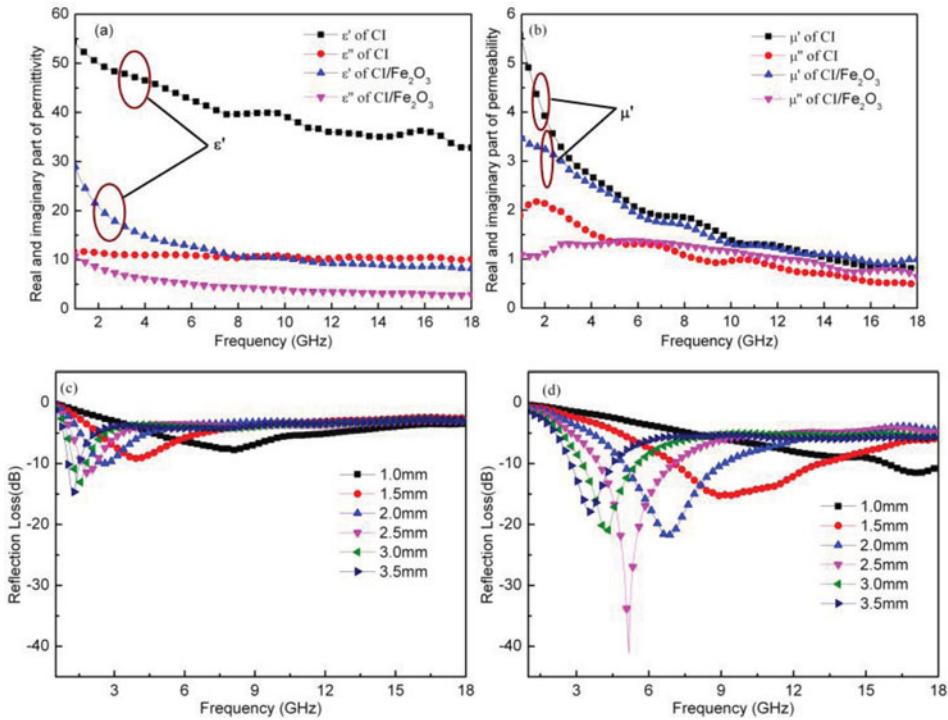 (a)
ε' of CI
ε'' of CI
ε' of CI/Fe₂O₃
ε'' of CI/Fe₂O₃
ε'
Real and imaginary part of permittivity
60
50
40
30
20
10
0
2 4 6 8 10 12 14 16 18
Frequency (GHz)
(b)
μ' of CI
μ'' of CI
μ' of CI/Fe₂O₃
μ'' of CI/Fe₂O₃
μ'
Real and imaginary part of permeability
6
5
4
3
2
1
0
2 4 6 8 10 12 14 16 18
Frequency (GHz)
(c)
1.0mm
1.5mm
2.0mm
2.5mm
3.0mm
3.5mm
Reflection Loss(dB)
0
-10
-20
-30
-40
3 6 9 12 15 18
Frequency (GHz)
(d)
1.0mm
1.5mm
2.0mm
2.5mm
3.0mm
3.5mm
Reflection Loss(dB)
0
-10
-20
-30
-40
3 6 9 12 15 18
Frequency (GHz)